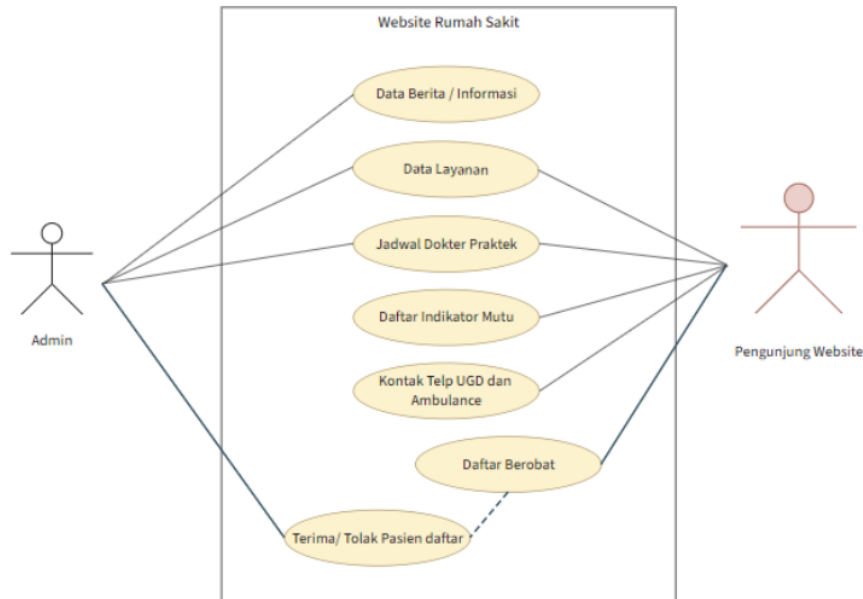 Website Rumah Sakit
Data Berita / Informasi
Data Layanan
Jadwal Dokter Praktek
Daftar Indikator Mutu
Kontak Telp UGD dan
Ambulance
Daftar Berobat
Terima/ Tolak Pasien daftar
Admin
Pengunjung Website